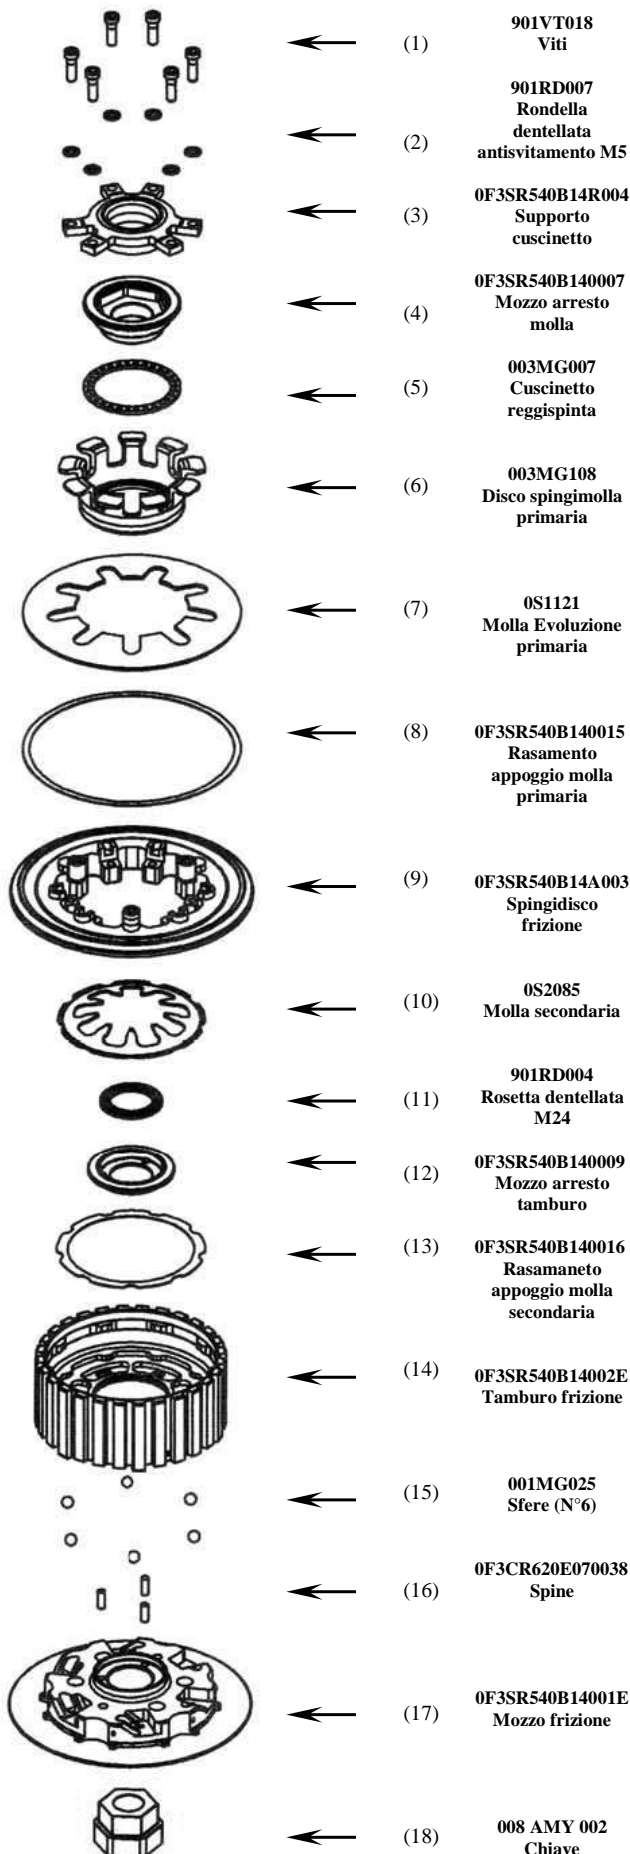 (1)
901VT018
Viti
(2)
901RD007
Rondella
dentellata
antisvitamento M5
(3)
0F3SR540B14R004
Supporto
cuscinetto
(4)
0F3SR540B140007
Mozzo arresto
molla
(5)
003MG007
Cuscinetto
reggispinta
(6)
003MG108
Disco spingimolla
primaria
(7)
0S1121
Molla Evoluzione
primaria
(8)
0F3SR540B140015
Rasamento
appoggio molla
primaria
(9)
0F3SR540B14A003
Spingidisco
frizione
(10)
0S2085
Molla secondaria
(11)
901RD004
Rosetta dentellata
M24
(12)
0F3SR540B140009
Mozzo arresto
tamburo
(13)
0F3SR540B140016
Rasamaneto
appoggio molla
secondaria
(14)
0F3SR540B14002E
Tamburo frizione
(15)
001MG025
Sfere (N°6)
(16)
0F3CR620E070038
Spine
(17)
0F3SR540B14001E
Mozzo frizione
(18)
008 AMY 002
Chiave